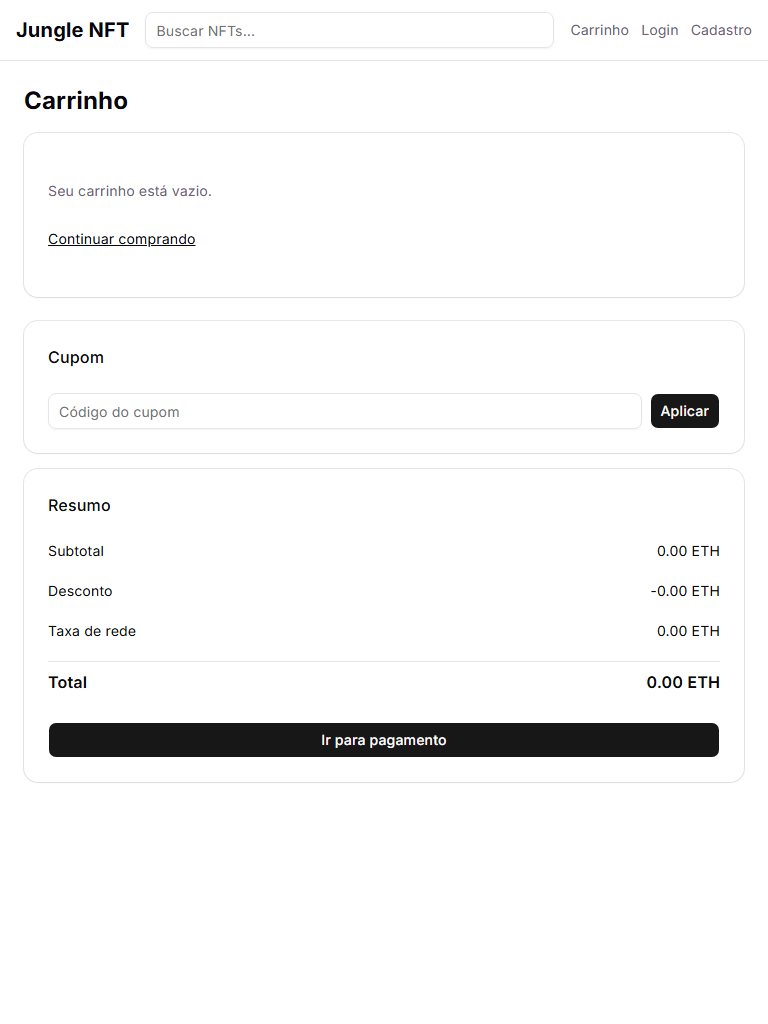 Jungle NFT
Buscar NFTs...
Carrinho
Login
Cadastro
Carrinho
Seu carrinho está vazio.
Continuar comprando
Cupom
Código do cupom
Aplicar
Resumo
Subtotal 0.00 ETH
Desconto -0.00 ETH
Taxa de rede 0.00 ETH
Total 0.00 ETH
Ir para pagamento